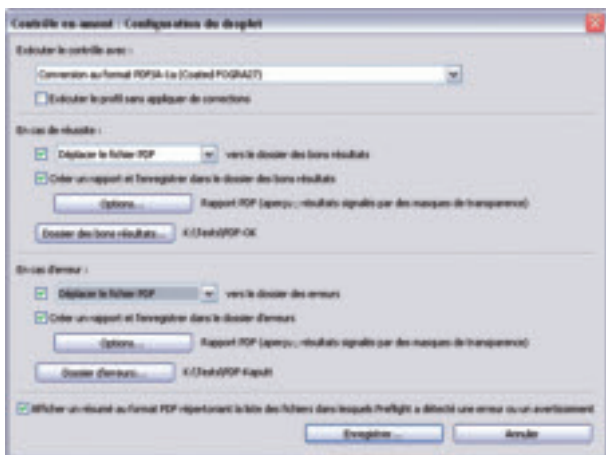 Contrôle en amont : Configuration du droplet
Exécuter le contrôle avec :
Conversion au format PDF/A-1a (Coated FOGRA27)
Exécuter le profil sans appliquer de corrections
En cas de réussite :
Déplacer le fichier PDF vers le dossier des bons résultats
Créer un rapport et l'enregistrer dans le dossier des bons résultats
Options... Rapport PDF (aperçu ; résultats signalés par des masques de transparence)
Dossier des bons résultats... K:\Tests\PDF-OK
En cas d'erreur :
Déplacer le fichier PDF vers le dossier des erreurs
Créer un rapport et l'enregistrer dans le dossier d'erreurs
Options... Rapport PDF (aperçu ; résultats signalés par des masques de transparence)
Dossier d'erreurs... K:\Tests\PDF-Kaputt
Afficher un résumé au format PDF répertoriant la liste des fichiers dans lesquels Preflight a détecté une erreur ou un avertissement
Enregistrer... Annuler